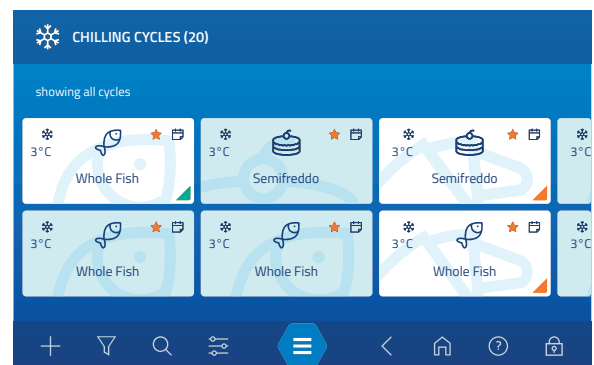 CHILLING CYCLES (20)
showing all cycles
3°C
Whole Fish
3°C
Semifreddo
3°C
Semifreddo
3°C
3°C
Whole Fish
3°C
Whole Fish
3°C
Whole Fish
3°C
?